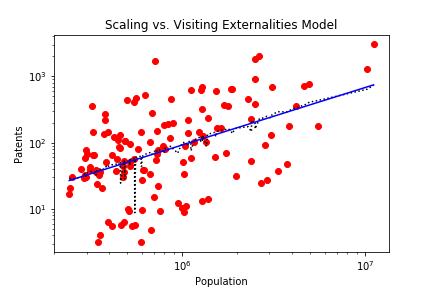 Scaling vs. Visiting Externalities Model
Patents
10³
10²
10¹
10⁶
10⁷
Population